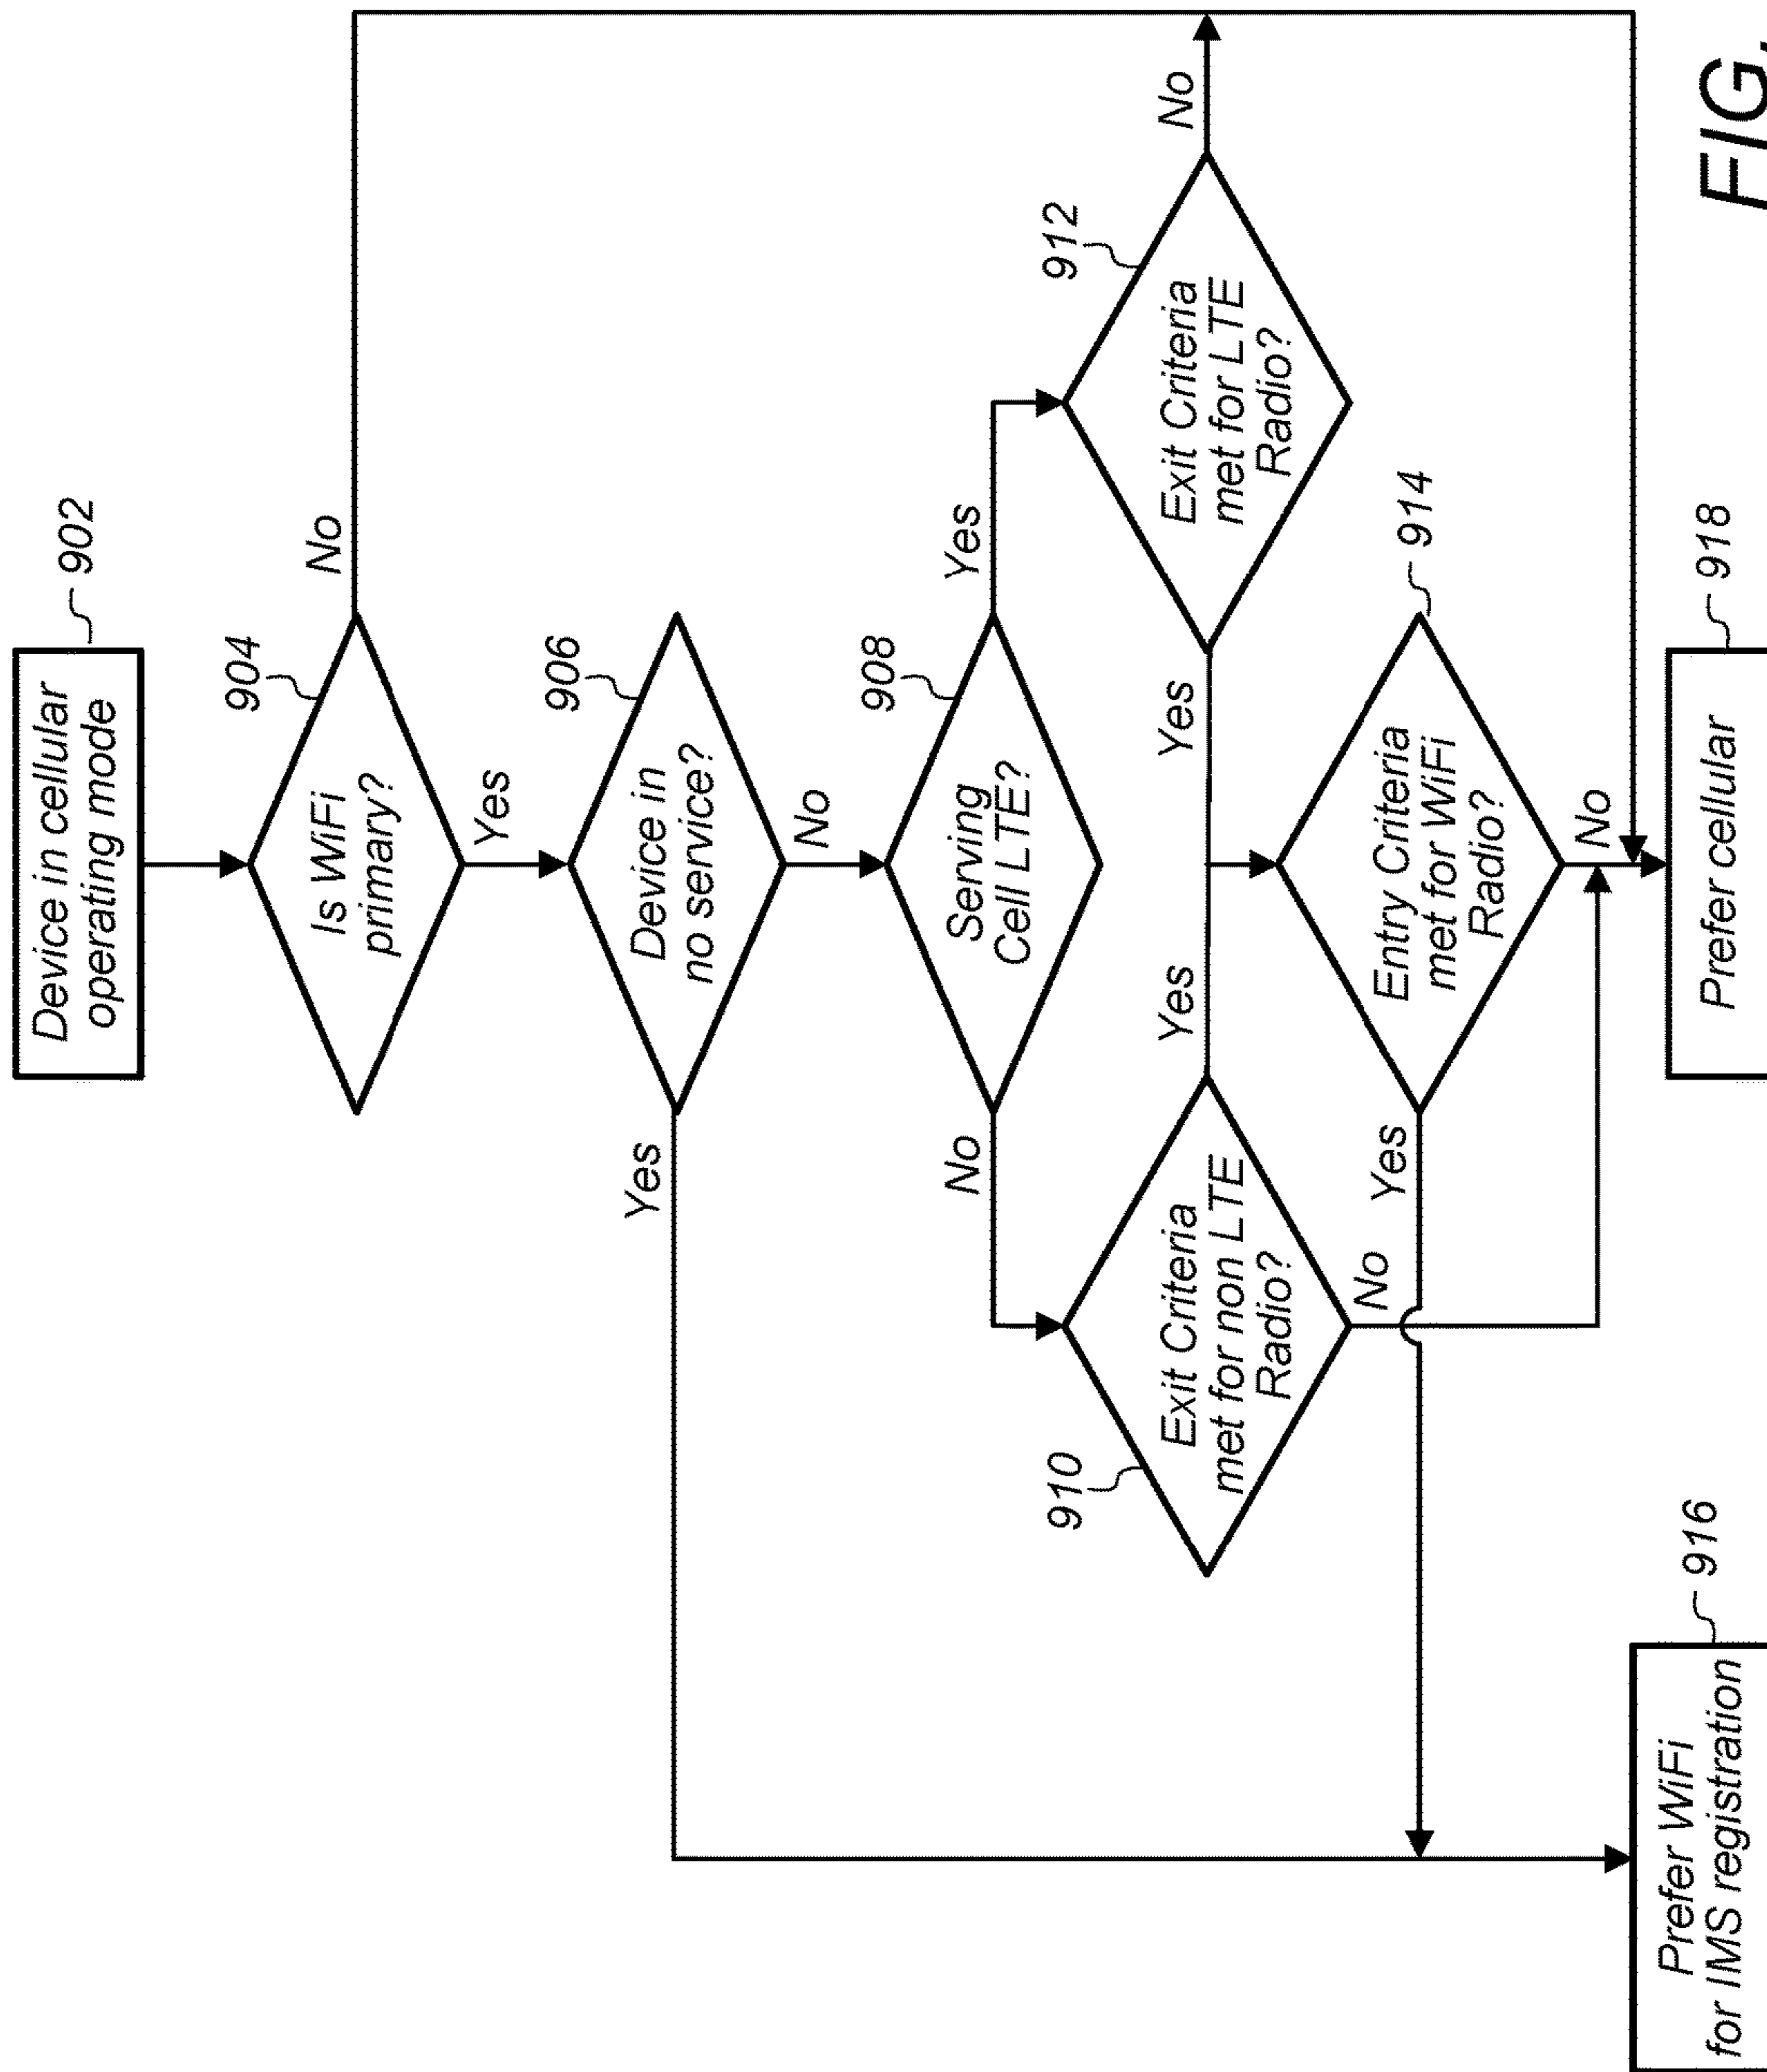 Device in cellular
operating mode
902
904
Is WiFi
primary?
No
Yes
906
Device in
no service?
Yes
No
908
Serving
Cell LTE?
No
Yes
910
Exit Criteria
met for non LTE
Radio?
Yes
No
912
Exit Criteria
met for LTE
Radio?
Yes
No
914
Entry Criteria
met for WiFi
Radio?
Yes
No
Prefer WiFi
for IMS registration
916
Prefer cellular
918
FIG.